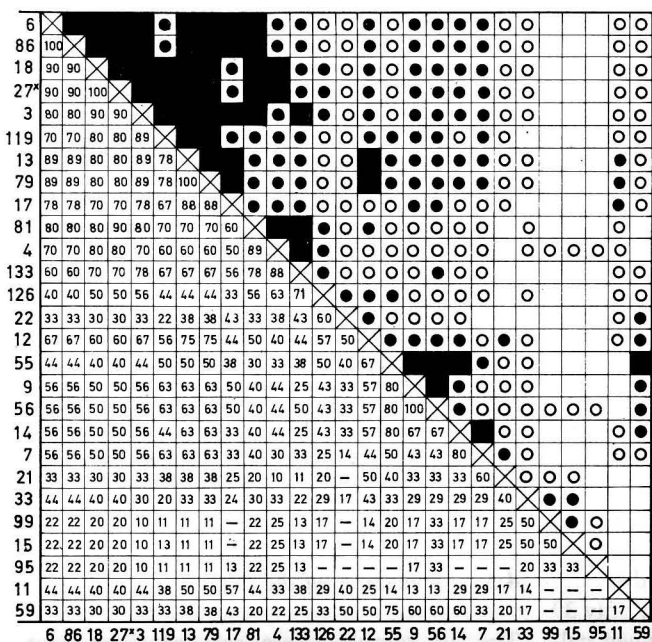 6
86 100
18 90 90
27x 90 90 100
3 80 80 90 90
119 70 70 80 80 89
13 89 89 80 80 89 78
79 89 89 80 80 89 78 100
17 78 78 70 70 78 67 88 88
81 80 80 80 90 80 70 70 70 60
4 70 70 80 80 70 60 60 60 50 89
133 60 60 70 70 78 67 67 67 56 78 88
126 40 40 50 50 56 44 44 44 33 56 63 71
22 33 33 30 30 33 22 38 38 43 33 38 43 60
12 67 67 60 60 67 56 75 75 44 50 40 44 57 50
55 44 44 40 40 44 50 50 50 38 30 33 38 50 40 67
9 56 56 50 50 56 63 63 63 50 40 44 25 43 33 57 80
56 56 56 50 50 56 63 63 63 50 40 44 50 43 33 57 80 100
14 56 56 50 50 56 44 63 63 33 40 44 25 43 33 57 80 67 67
7 56 56 50 50 56 63 63 63 33 40 30 33 25 14 44 50 43 43 80
21 33 33 30 30 33 38 38 38 25 20 10 11 20 — 50 40 33 33 33 60
33 44 44 40 40 30 20 33 33 24 30 33 22 29 17 43 33 29 29 29 29 40
99 22 22 20 20 10 11 11 11 — 22 25 13 17 — 14 20 17 33 17 17 25 50
15 22 22 20 20 10 13 11 11 — 22 25 13 17 — 14 20 17 33 17 17 25 50 50
95 22 22 20 20 10 11 11 11 13 22 25 13 — — — — 17 33 — — — 20 33 33
11 44 44 40 40 44 38 50 50 57 44 33 38 29 40 25 14 13 13 29 29 17 14 — — —
59 33 33 30 30 33 33 38 38 43 20 22 25 33 50 50 75 60 60 60 33 20 17 — — — 17
6 86 18 27x 3 119 13 79 17 81 4 133 126 22 12 55 9 56 14 7 21 33 99 15 95 11 59